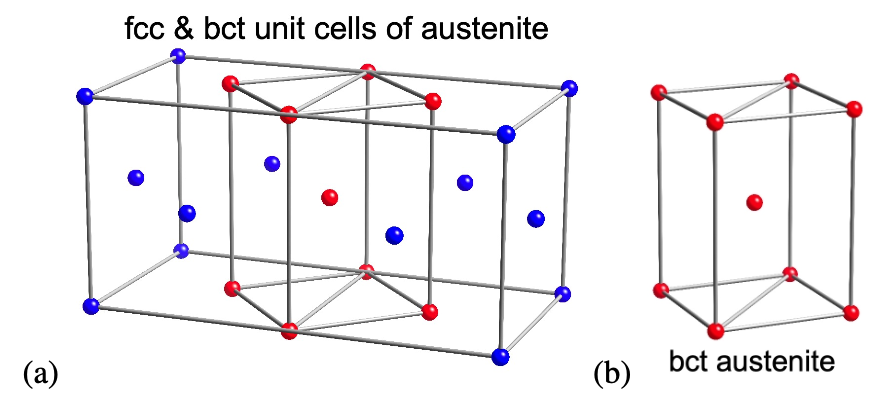 fcc & bct unit cells of austenite
(a)
(b)
bct austenite